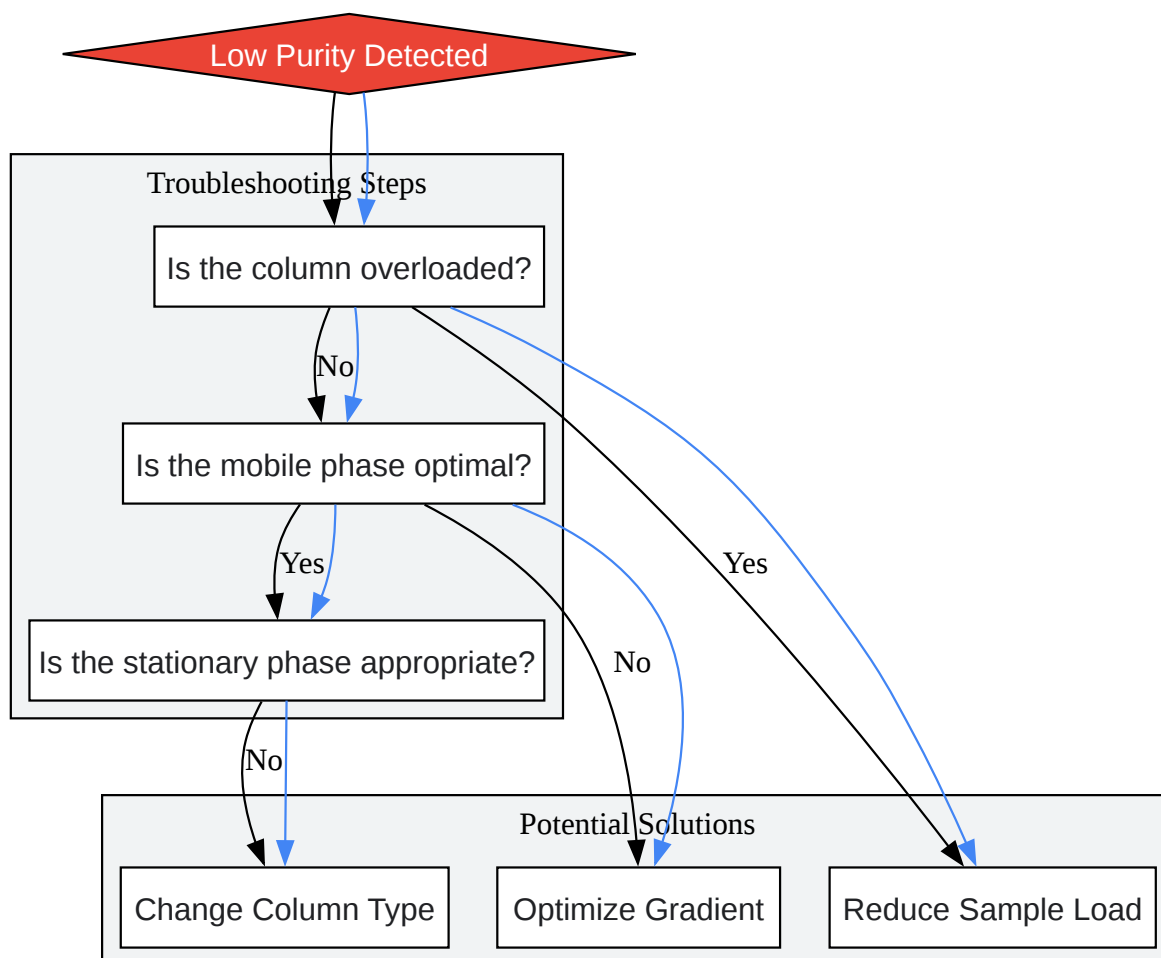 Low Purity Detected
Troubleshooting Steps
Is the column overloaded?
No
Is the mobile phase optimal?
Yes
Yes
Is the stationary phase appropriate?
No
No
Potential Solutions
Change Column Type
Optimize Gradient
Reduce Sample Load